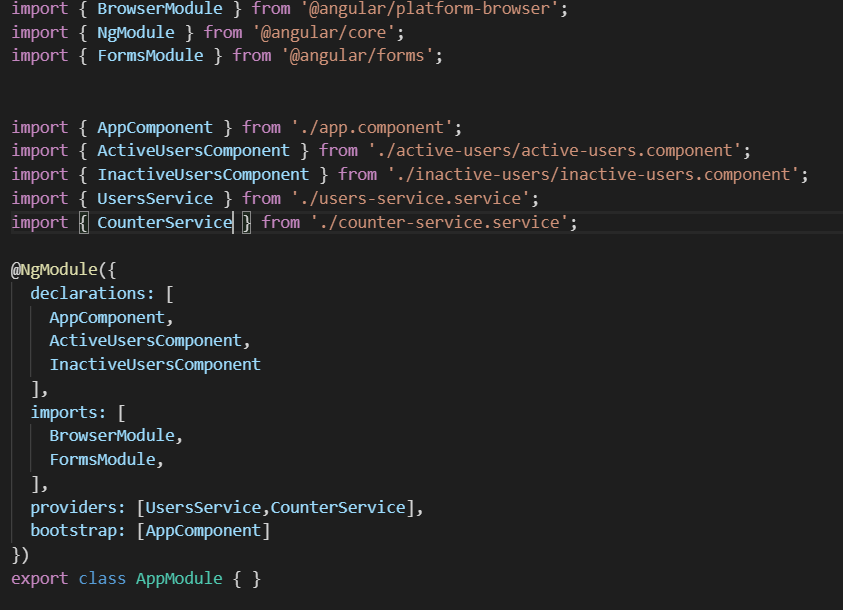 import { BrowserModule } from '@angular/platform-browser';
import { NgModule } from '@angular/core';
import { FormsModule } from '@angular/forms';
import { AppComponent } from './app.component';
import { ActiveUsersComponent } from './active-users/active-users.component';
import { InactiveUsersComponent } from './inactive-users/inactive-users.component';
import { UsersService } from './users-service.service';
import { CounterService } from './counter-service.service';
@NgModule({
declarations: [
AppComponent,
ActiveUsersComponent,
InactiveUsersComponent
],
imports: [
BrowserModule,
FormsModule,
],
providers: [UsersService,CounterService],
bootstrap: [AppComponent]
})
export class AppModule { }